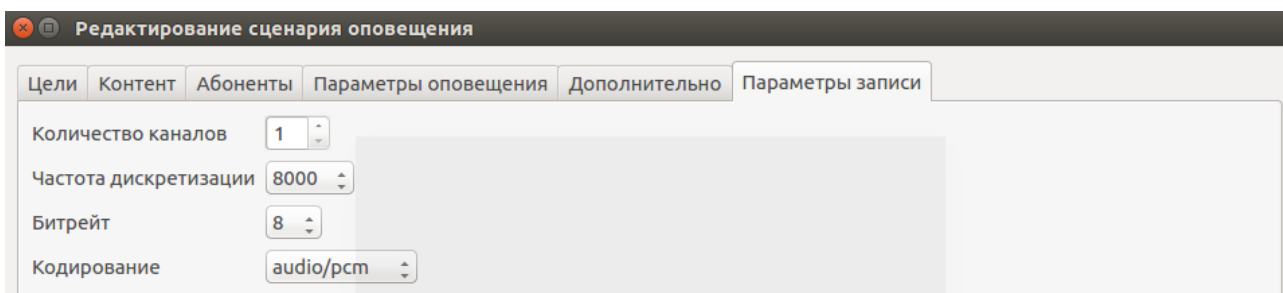 Редактирование сценария оповещения
Цели Контент Абоненты Параметры оповещения Дополнительно Параметры записи
Количество каналов 1
Частота дискретизации 8000
Битрейт 8
Кодирование audio/pcm